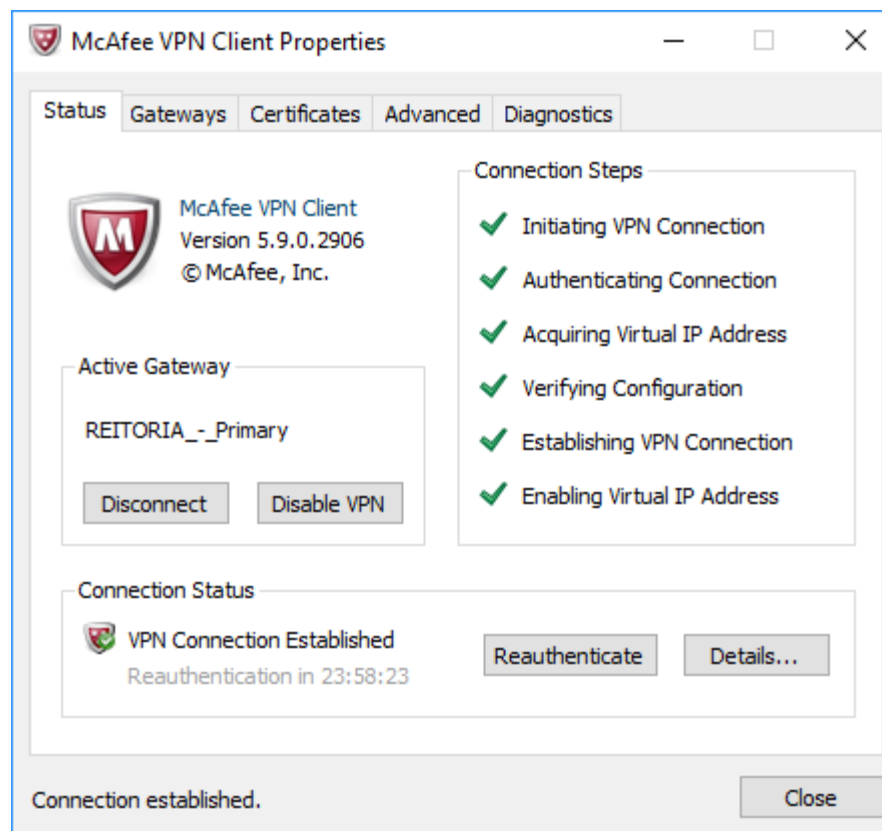 McAfee VPN Client Properties
Status Gateways Certificates Advanced Diagnostics
McAfee VPN Client
Version 5.9.0.2906
© McAfee, Inc.
Active Gateway
REITORIA_-_Primary
Disconnect Disable VPN
Connection Steps
Initiating VPN Connection
Authenticating Connection
Acquiring Virtual IP Address
Verifying Configuration
Establishing VPN Connection
Enabling Virtual IP Address
Connection Status
VPN Connection Established
Reauthentication in 23:58:23
Reauthenticate Details...
Connection established.
Close